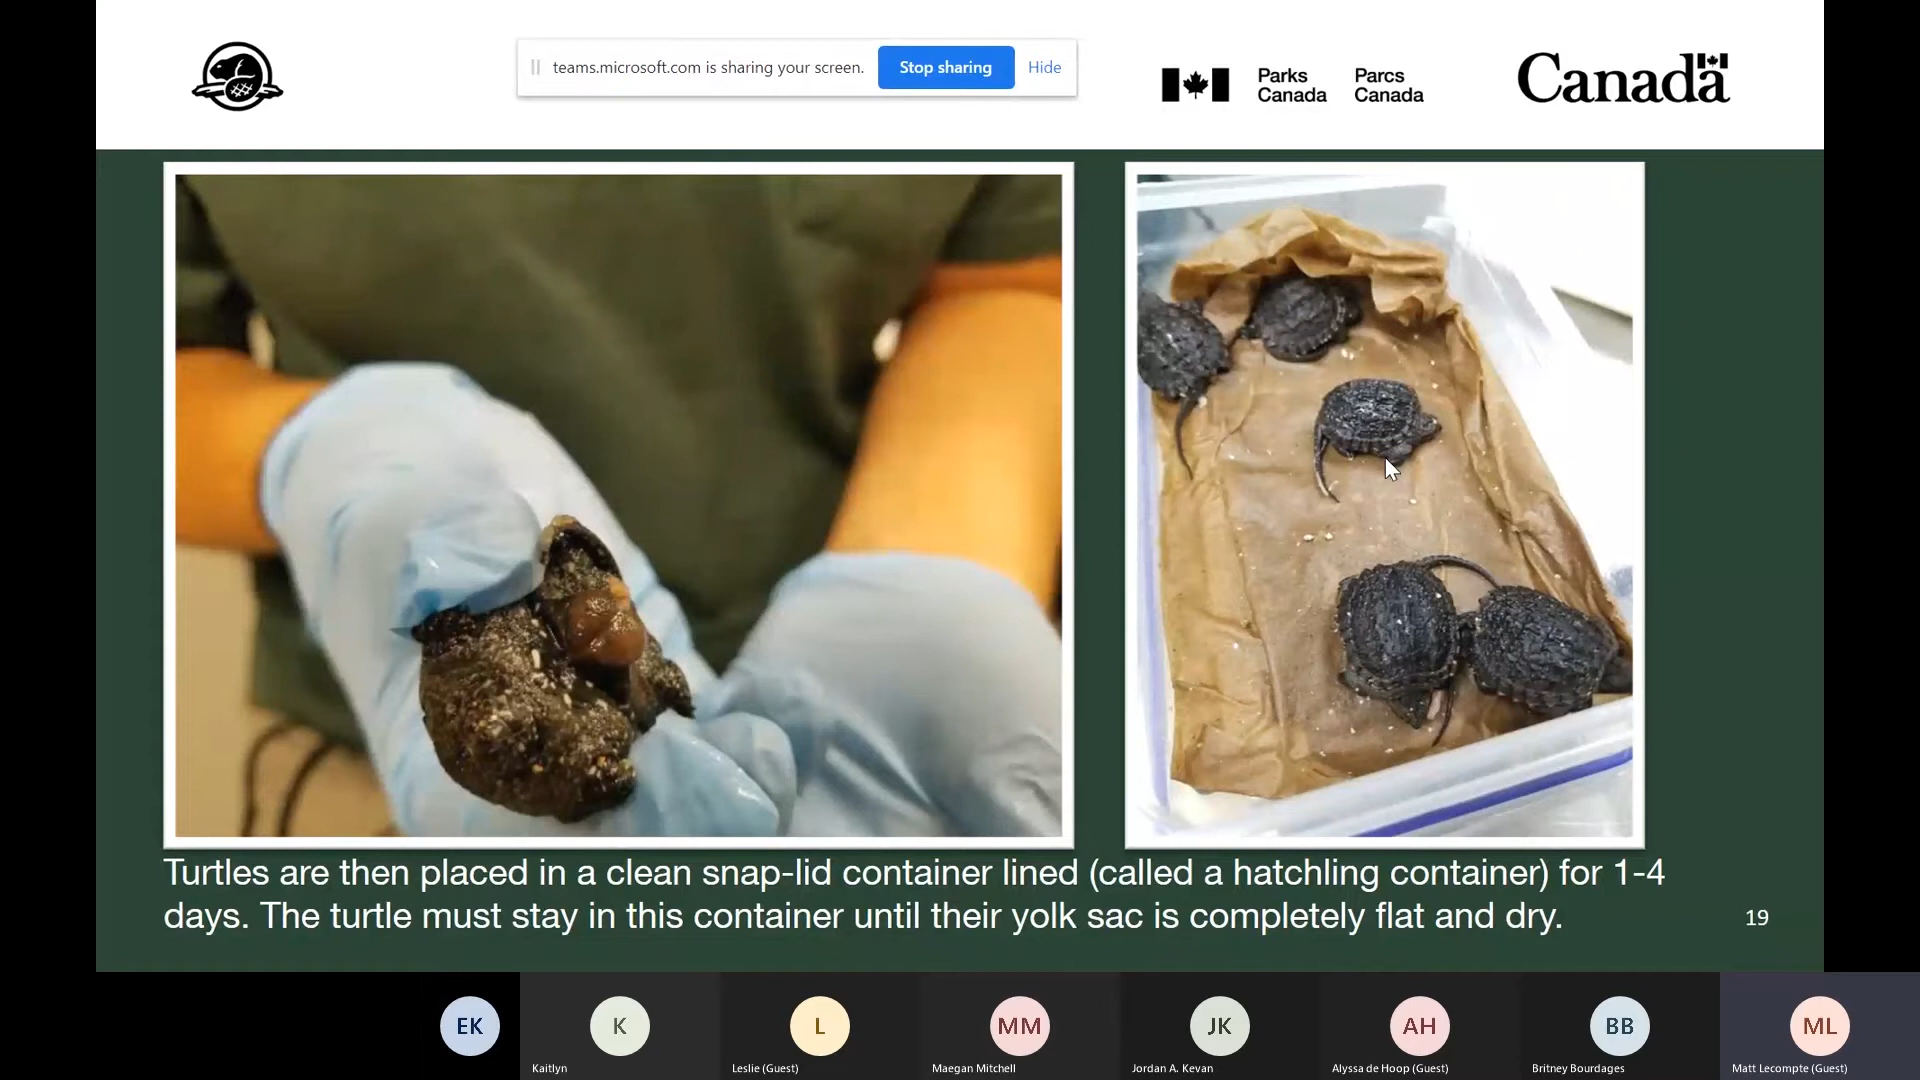 teams.microsoft.com is sharing your screen.
Stop sharing
Hide
Parks
Canada
Parcs
Canada
Canada
Turtles are then placed in a clean snap-lid container lined (called a hatchling container) for 1-4
days. The turtle must stay in this container until their yolk sac is completely flat and dry.
19
EK
K
L
MM
JK
AH
BB
ML
Kaitlyn
Leslie (Guest)
Maegan Mitchell
Jordan A. Kevan
Alyssa de Hoop (Guest)
Britney Bourdages
Matt Lecompte (Guest)